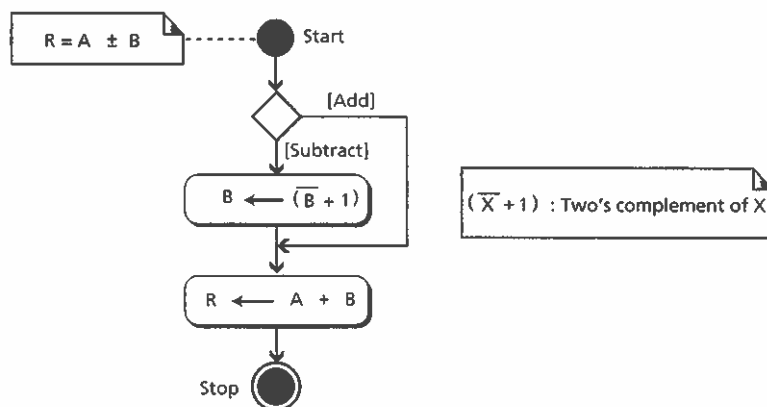 R = A ± B
Start
[Add]
[Subtract]
B ← (B̅ + 1)
(X̅ + 1) : Two's complement of X
R ← A + B
Stop